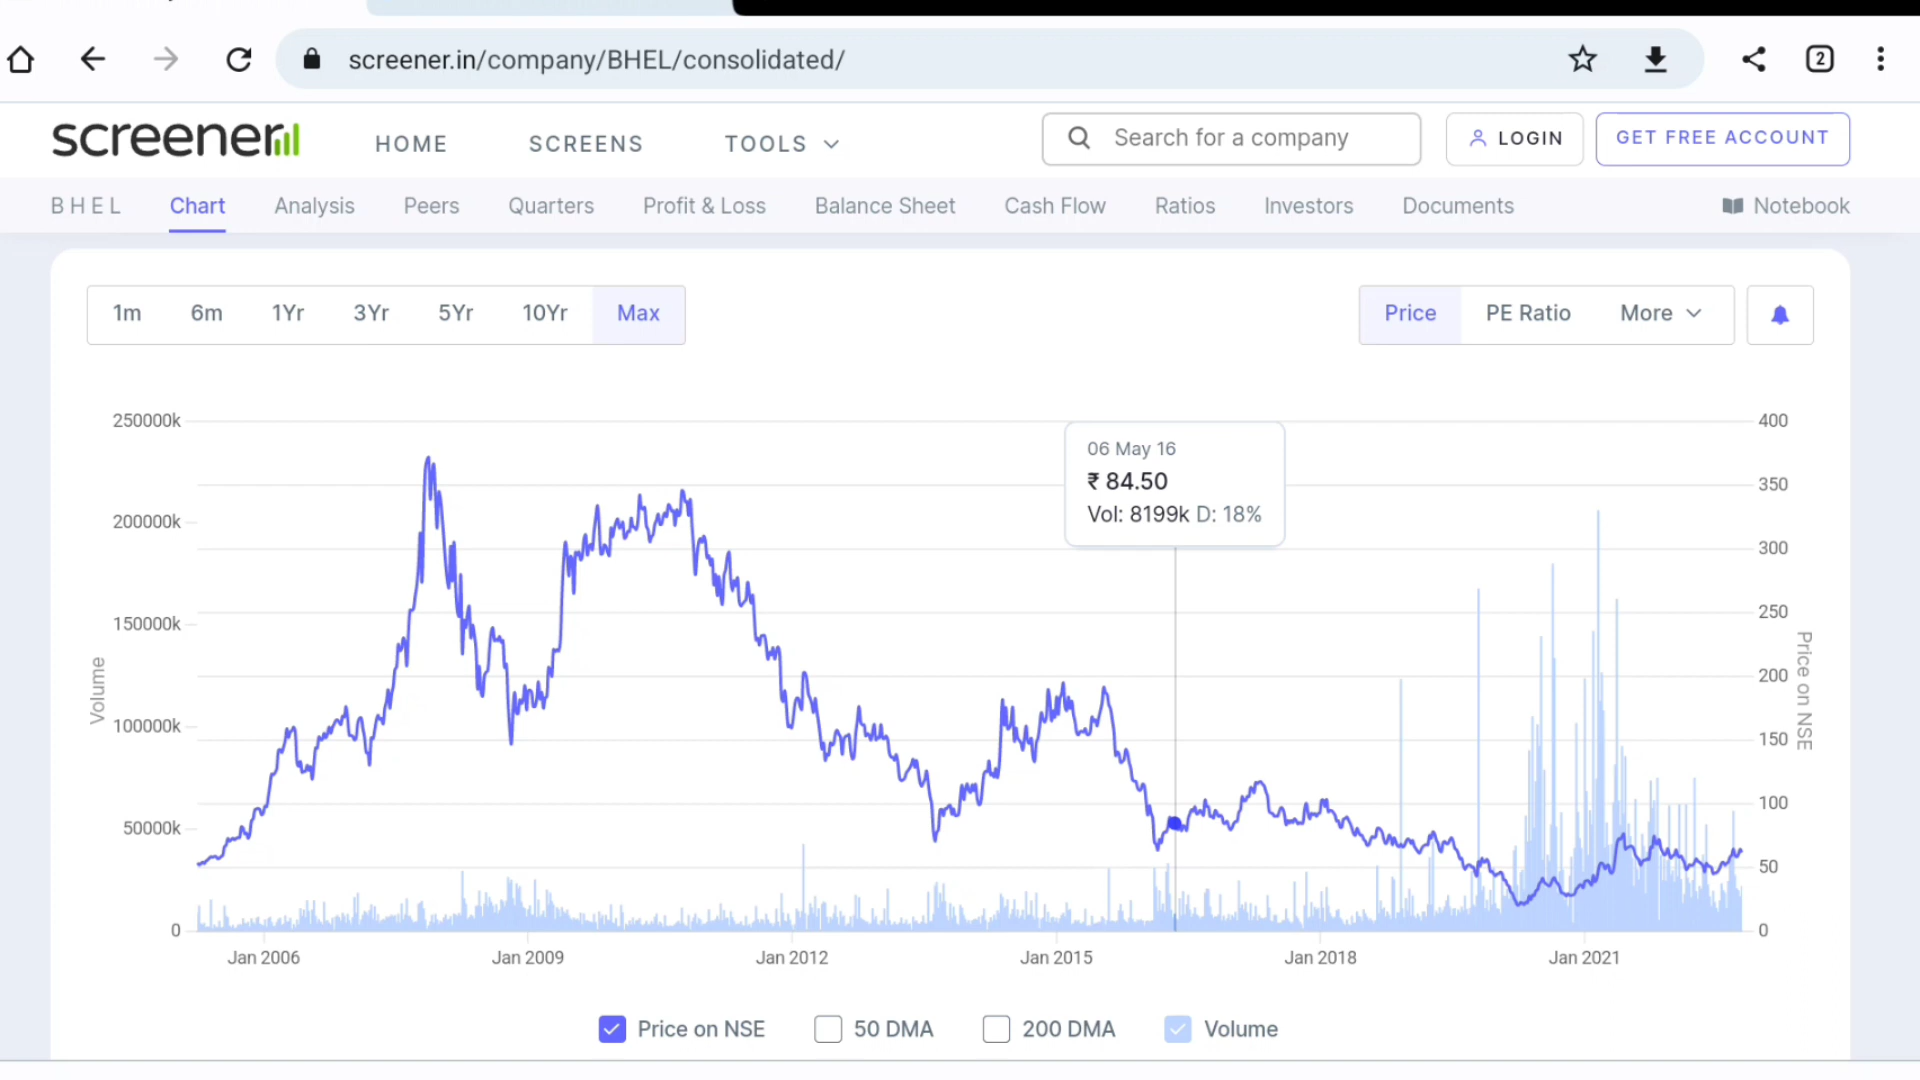 screener.in/company/BHEL/consolidated/
2
screener
HOME
SCREENS
TOOLS
Search for a company
LOGIN
GET FREE ACCOUNT
BHEL
Chart
Analysis
Peers
Quarters
Profit & Loss
Balance Sheet
Cash Flow
Ratios
Investors
Documents
Notebook
1m
6m
1Yr
3Yr
5Yr
10Yr
Max
Price
PE Ratio
More
250000k
200000k
150000k
100000k
50000k
0
Volume
06 May 16
₹ 84.50
Vol: 8199k D: 18%
400
350
300
250
200
150
100
50
0
Price on NSE
Jan 2006
Jan 2009
Jan 2012
Jan 2015
Jan 2018
Jan 2021
Price on NSE
50 DMA
200 DMA
Volume